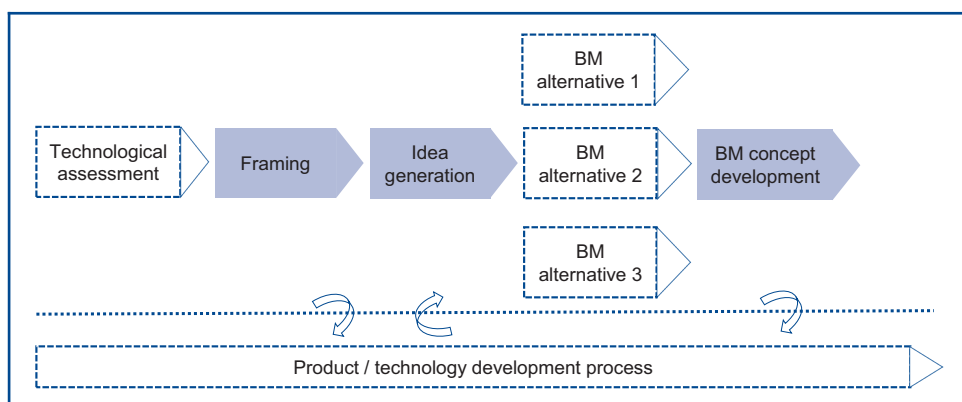 BM
alternative 1
Technological
assessment
Framing
Idea
generation
BM
alternative 2
BM concept
development
BM
alternative 3
Product / technology development process